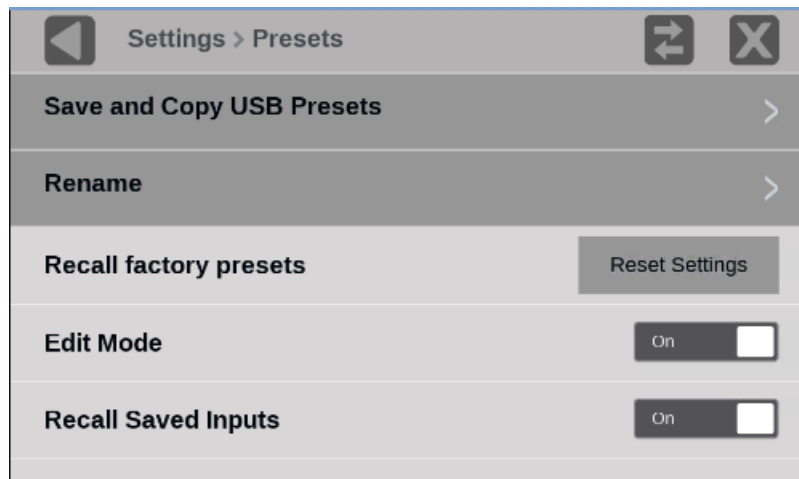 Settings > Presets
Save and Copy USB Presets
Rename
Recall factory presets
Reset Settings
Edit Mode
On
Recall Saved Inputs
On